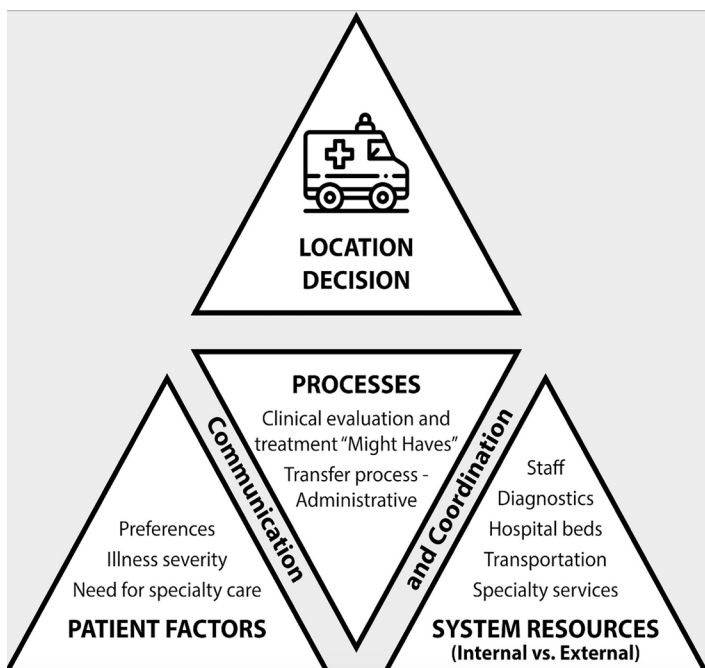 LOCATION
DECISION
PROCESSES
Clinical evaluation and
treatment “Might Haves”
Transfer process -
Administrative
Communication
and Coordination
Preferences
Illness severity
Need for specialty care
PATIENT FACTORS
Staff
Diagnostics
Hospital beds
Transportation
Specialty services
SYSTEM RESOURCES
(Internal vs. External)